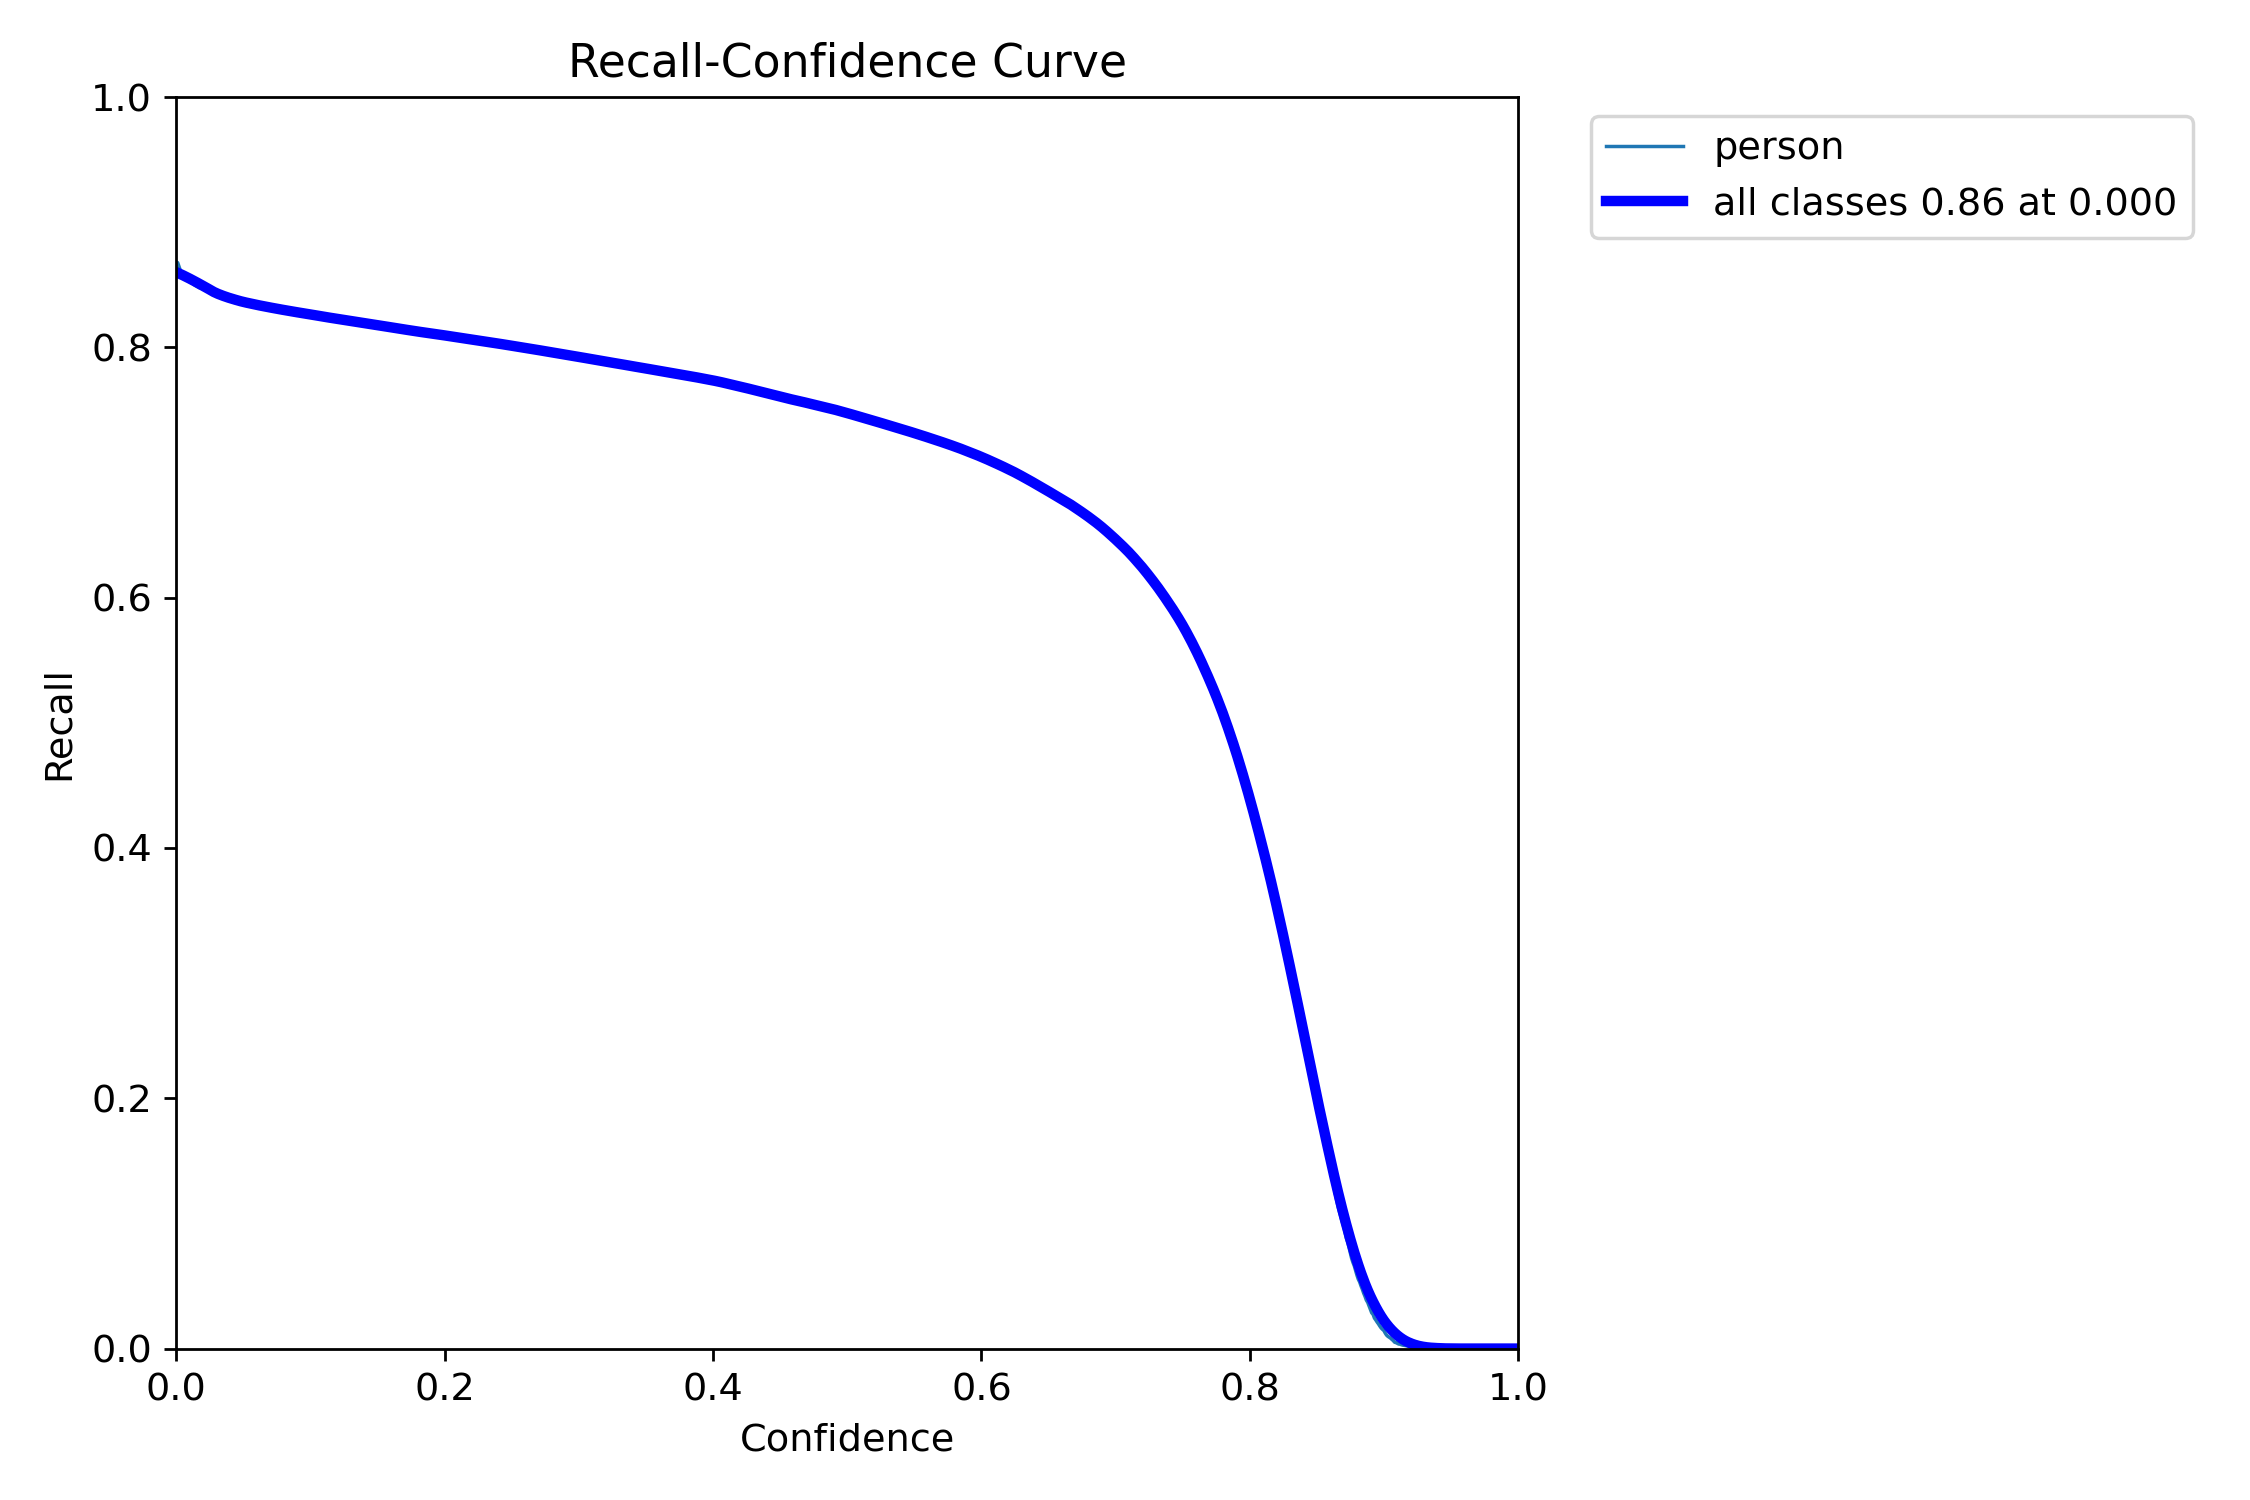 Recall-Confidence Curve
person
all classes 0.86 at 0.000
1.0
0.8
0.6
0.4
0.2
0.0
Recall
0.0 0.2 0.4 0.6 0.8 1.0
Confidence